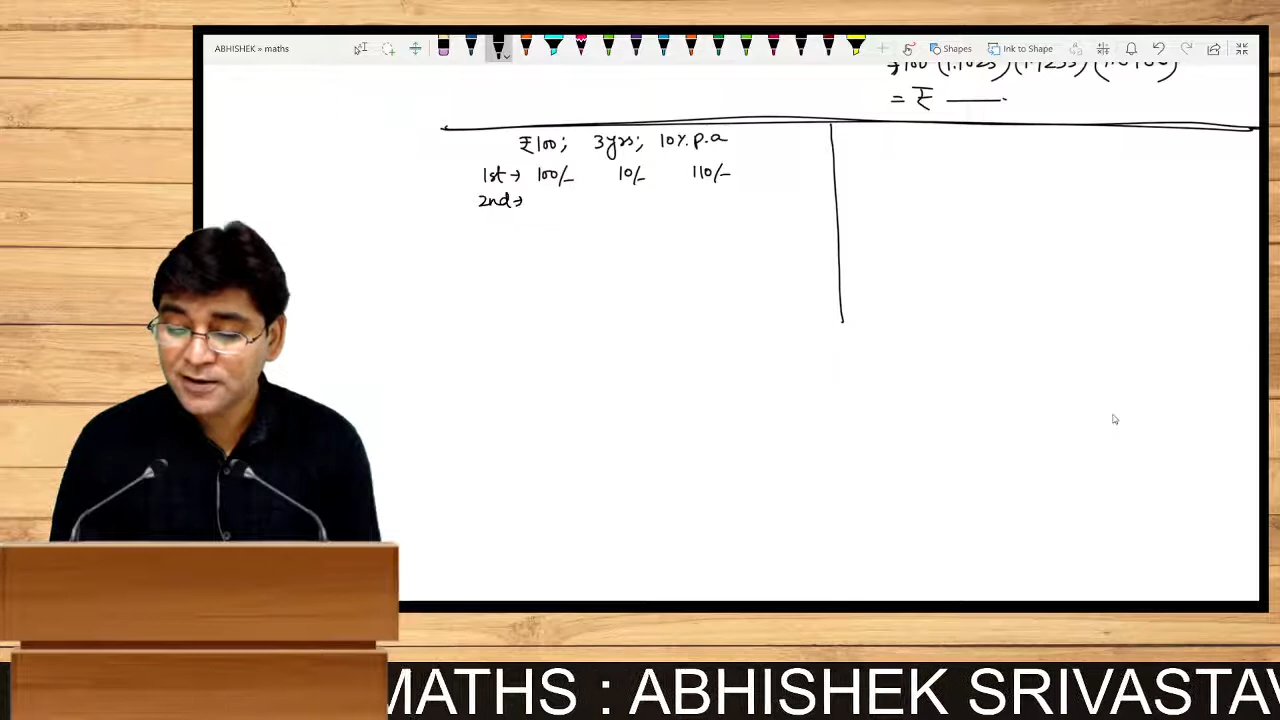 ABHISHEK » maths
Shapes
Ink to Shape
= ₹ ———
₹100; 3yrs; 10%.p.a
1st → 100/- 10/- 110/-
2nd →
MATHS : ABHISHEK SRIVASTAV